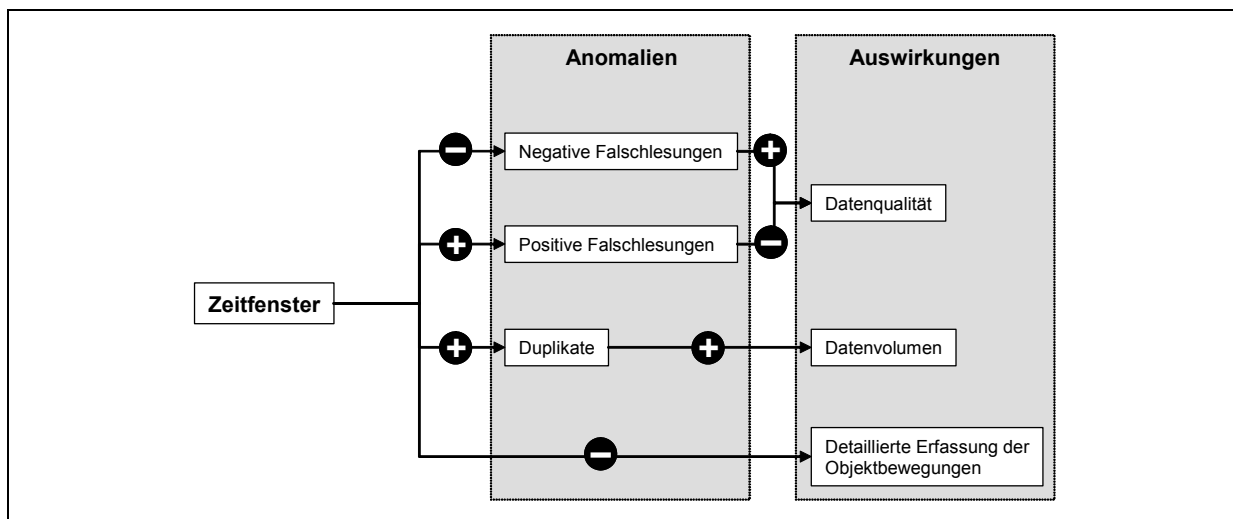 Anomalien
Auswirkungen
Negative Falschlesungen
Datenqualität
Positive Falschlesungen
Zeitfenster
Duplikate
Datenvolumen
Detaillierte Erfassung der
Objektbewegungen